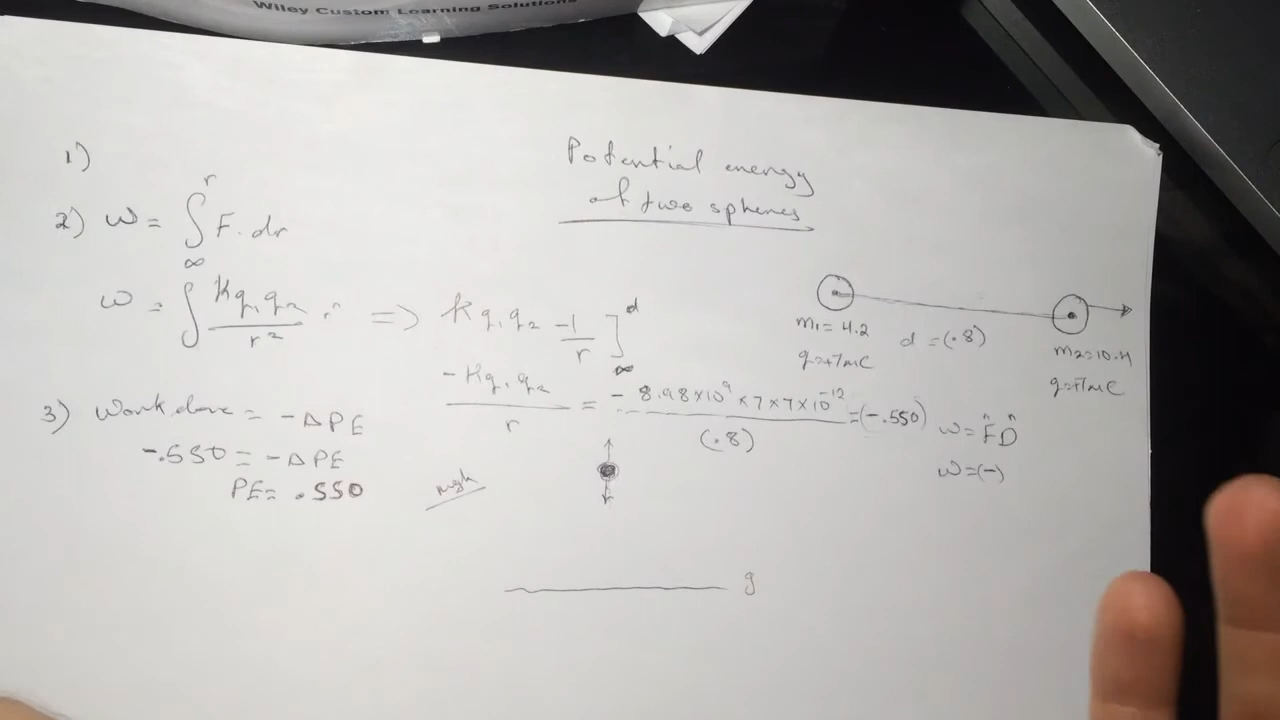 Wiley Custom Learning Solutions
Potential energy
of two spheres
1)
2) W = ∫ r ∞ F. dr
W = ∫ Kq₁q₂ / r² r̂ => Kq₁q₂ -1/r ] d ∞
-Kq₁q₂ / r = - 8.98×10⁹ ×7×7×10⁻¹² / (.8) = (-.550)
3) Work done = -ΔPE
-.550 = -ΔPE
PE = .550
mgh
m₁ = 4.2
q=+7mC
d = (.8)
m2=10.4
q=+7mC
W = F̂ D̂
W = (-)
g